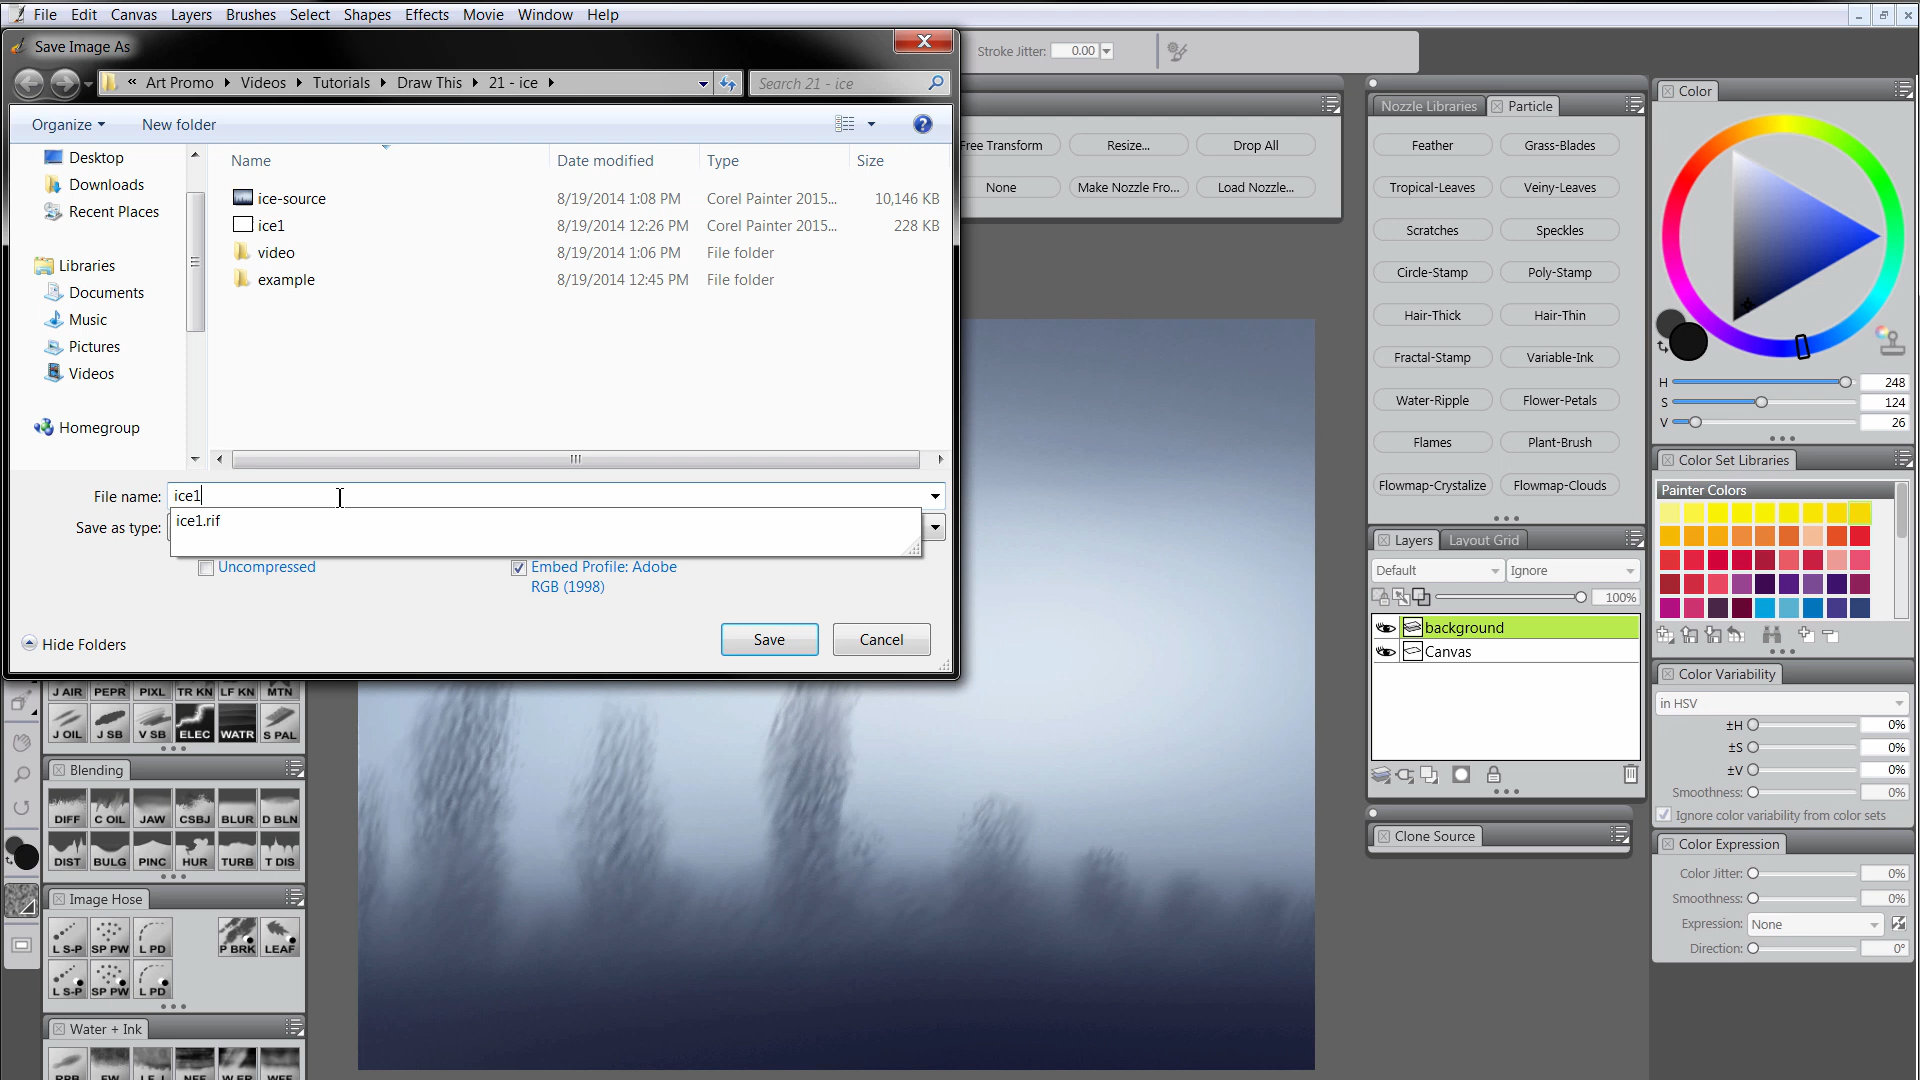 File Edit Canvas Brushes Select Shapes Effects Movie Window Help
Save Image As
Stroke Jitter: 0.00
« Art Promo Videos Tutorials Draw This 21 - ice
Search 21 - ice
Organize New folder
Name Date modified Type Size
Desktop
Downloads
Recent Places
Libraries
Documents
Music
Pictures
Videos
Homegroup
ice-source 8/19/2014 1:08 PM Corel Painter 2015... 10,146 KB
ice1 8/19/2014 12:26 PM Corel Painter 2015... 228 KB
video 8/19/2014 1:06 PM File folder
example 8/19/2014 12:45 PM File folder
File name: ice1
ice1.rif
Save as type:
Uncompressed
Embed Profile: Adobe
RGB (1998)
Hide Folders
Save Cancel
Free Transform Resize... Drop All
None Make Nozzle Fro... Load Nozzle...
Nozzle Libraries Particle
Feather Grass-Blades
Tropical-Leaves Veiny-Leaves
Scratches Speckles
Circle-Stamp Poly-Stamp
Hair-Thick Hair-Thin
Fractal-Stamp Variable-Ink
Water-Ripple Flower-Petals
Flames Plant-Brush
Flowmap-Crystalize Flowmap-Clouds
Layers Layout Grid
Default Ignore
100%
background
Canvas
Clone Source
Color
H 248
S 124
V 26
Color Set Libraries
Painter Colors
Color Variability
in HSV
±H 0%
±S 0%
±V 0%
Smoothness: 0%
Ignore color variability from color sets
Color Expression
Color Jitter: 0%
Smoothness: 0%
Expression: None
Direction: 0°
J AIR PEPR PIXL TR KN LF KN MTN
J OIL J SB V SB ELEC WATR S PAL
Blending
DIFF C OIL JAW CSBJ BLUR D BLN
DIST BULG PINC HUR TURB T DIS
Image Hose
L S-P SP PW L PD P BRK LEAF
L S-P SP PW L PD
Water + Ink